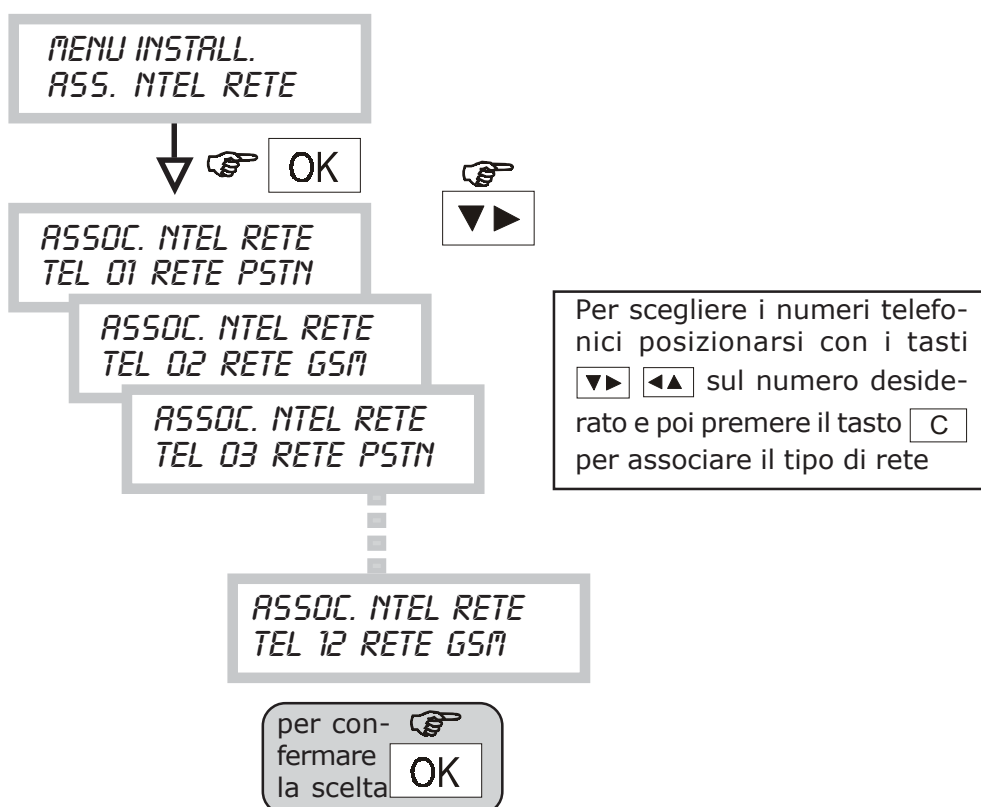 MENU INSTALL.
ASS. NTEL RETE
OK
ASSOC. NTEL RETE
TEL 01 RETE PSTN
ASSOC. NTEL RETE
TEL 02 RETE GSM
ASSOC. NTEL RETE
TEL 03 RETE PSTN
Per scegliere i numeri telefo-
nici posizionarsi con i tasti
▼▶ ◀▲ sul numero deside-
rato e poi premere il tasto C
per associare il tipo di rete
ASSOC. NTEL RETE
TEL 12 RETE GSM
per con-
fermare
la scelta
OK